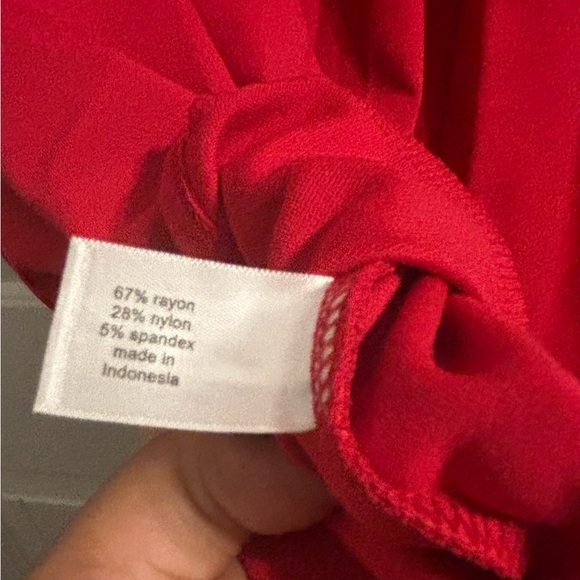 67% rayon
28% nylon
5% spandex
made in
Indonesia